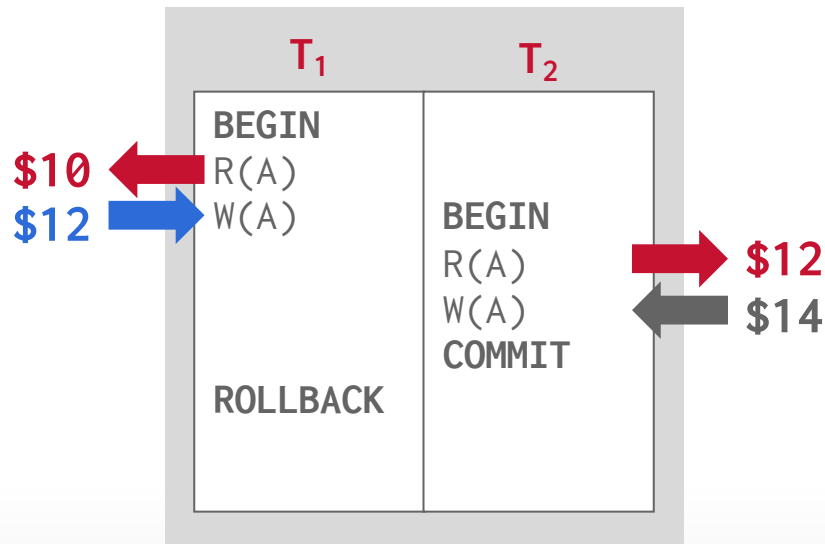 T₁ T₂
BEGIN
$10 R(A)
$12 W(A) BEGIN
R(A) $12
W(A) $14
COMMIT
ROLLBACK